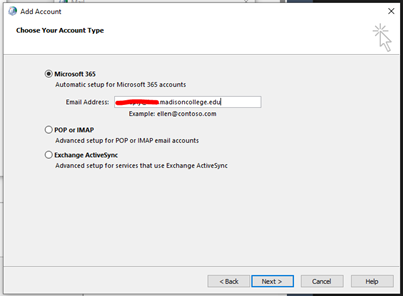 Add Account
Choose Your Account Type
Microsoft 365
Automatic setup for Microsoft 365 accounts
Email Address: madisoncollege.edu
Example: ellen@contoso.com
POP or IMAP
Advanced setup for POP or IMAP email accounts
Exchange ActiveSync
Advanced setup for services that use Exchange ActiveSync
< Back Next > Cancel Help